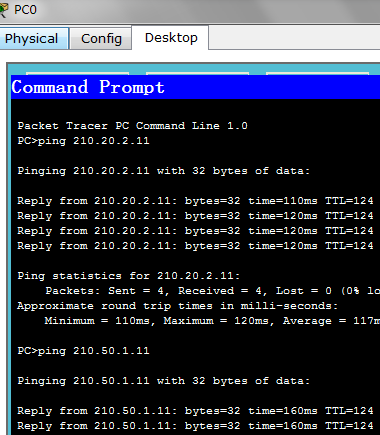 PC0
Physical Config Desktop
Command Prompt
Packet Tracer PC Command Line 1.0
PC>ping 210.20.2.11
Pinging 210.20.2.11 with 32 bytes of data:
Reply from 210.20.2.11: bytes=32 time=110ms TTL=124
Reply from 210.20.2.11: bytes=32 time=120ms TTL=124
Reply from 210.20.2.11: bytes=32 time=120ms TTL=124
Reply from 210.20.2.11: bytes=32 time=120ms TTL=124
Ping statistics for 210.20.2.11:
Packets: Sent = 4, Received = 4, Lost = 0 (0% lo
Approximate round trip times in milli-seconds:
Minimum = 110ms, Maximum = 120ms, Average = 117m
PC>ping 210.50.1.11
Pinging 210.50.1.11 with 32 bytes of data:
Reply from 210.50.1.11: bytes=32 time=160ms TTL=124
Reply from 210.50.1.11: bytes=32 time=160ms TTL=124